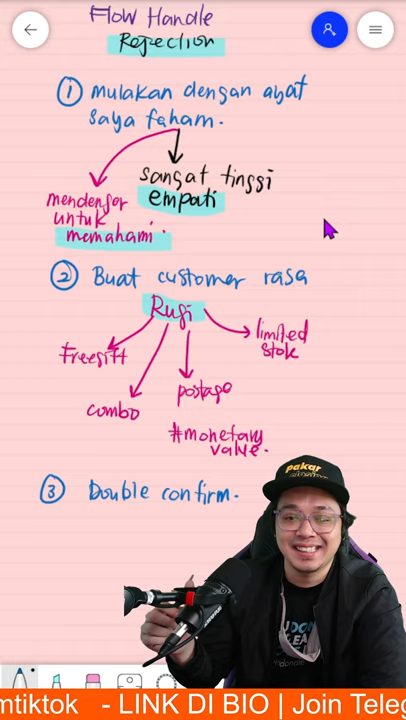 Flow Handle
Rejection
① mulakan dengan ayat
saya faham.
sangat tinggi
empati
mendengar
untuk
memahami.
② Buat customer rasa
Rugi
freegift
combo
postage
#monetary
value.
limited
stok
③ Double confirm.
pakar
mtiktok - LINK DI BIO | Join Teleg